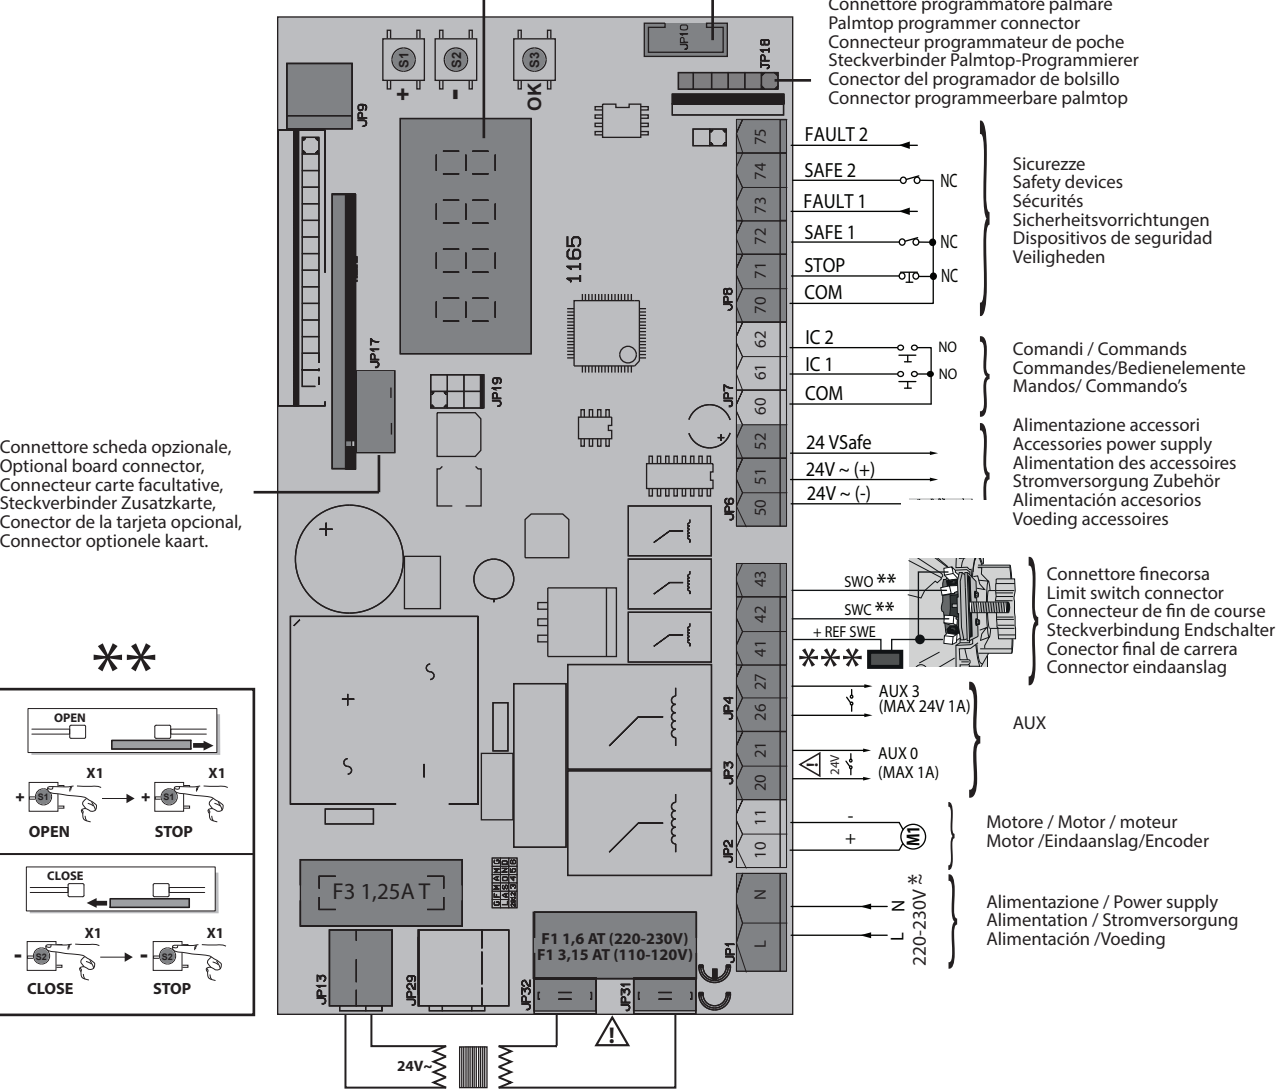 Connettore programmatore palmare
Palmtop programmer connector
Connecteur programmateur de poche
Steckverbinder Palmtop-Programmierer
Conector del programador de bolsillo
Connector programmeerbare palmtop
S1
S2
S3
+
-
OK
JP10
JP18
JP9
75
FAULT 2
74
SAFE 2
NC
73
FAULT 1
72
SAFE 1
NC
71
STOP
NC
70
COM
JP8
Sicurezze
Safety devices
Sécurités
Sicherheitsvorrichtungen
Dispositivos de seguridad
Veiligheden
1165
62
IC 2
NO
61
IC 1
NO
60
COM
JP7
Comandi / Commands
Commandes/Bedienelemente
Mandos/ Commando's
JP17
JP19
+
52
24 VSafe
51
24V ~ (+)
50
24V ~ (-)
JP6
Alimentazione accessori
Accessories power supply
Alimentation des accessoires
Stromversorgung Zubehör
Alimentación accesorios
Voeding accessoires
Connettore scheda opzionale,
Optional board connector,
Connecteur carte facultative,
Steckverbinder Zusatzkarte,
Conector de la tarjeta opcional,
Connector optionele kaart.
+
43
SWO **
42
SWC **
41
+ REF SWE
***
Connettore finecorsa
Limit switch connector
Connecteur de fin de course
Steckverbindung Endschalter
Conector final de carrera
Connector eindaanslag
27
26
JP4
AUX 3
(MAX 24V 1A)
21
20
JP3
24V
AUX 0
(MAX 1A)
AUX
11
-
10
+
JP2
M1
Motore / Motor / moteur
Motor /Eindaanslag/Encoder
N
L
JP1
N
L
220-230V ~*
Alimentazione / Power supply
Alimentation / Stromversorgung
Alimentación /Voeding
**
OPEN
X1
X1
+ S1
+ S1
OPEN
STOP
CLOSE
X1
X1
- S2
- S2
CLOSE
STOP
+
F3 1,25A T
F1 1,6 AT (220-230V)
F1 3,15 AT (110-120V)
JP13
JP29
JP32
JP31
CE
24V~